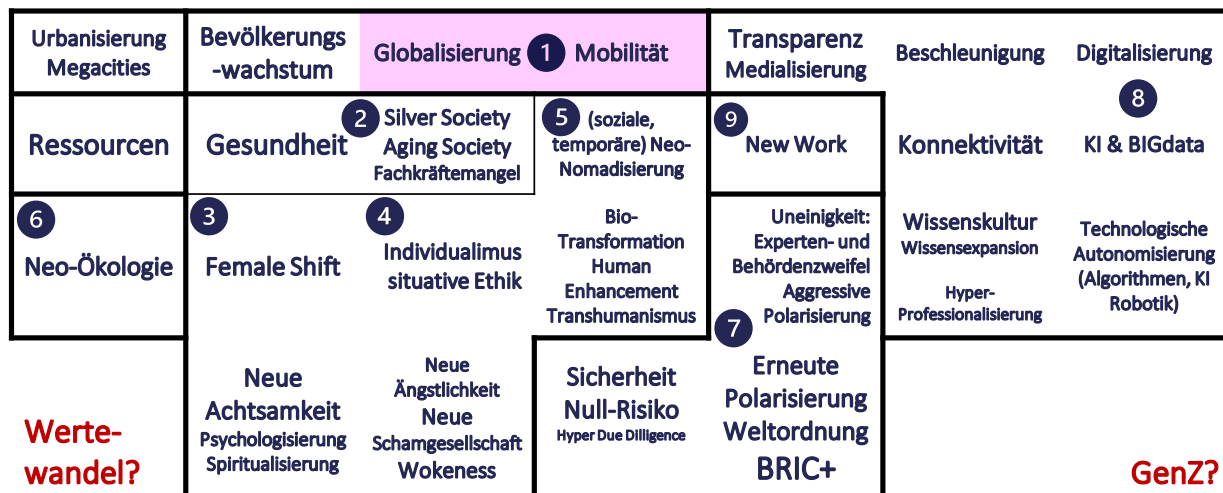 Urbanisierung
Megacities
Bevölkerungs
-wachstum
Globalisierung 1 Mobilität
Transparenz
Medialisierung
Beschleunigung
Digitalisierung
Ressourcen
Gesundheit
2
Silver Society
Aging Society
Fachkräftemangel
5
(soziale,
temporäre) Neo-
Nomadisierung
9
New Work
Konnektivität
8
KI & BIGdata
6
Neo-Ökologie
3
Female Shift
4
Individualimus
situative Ethik
Bio-
Transformation
Human
Enhancement
Transhumanismus
Uneinigkeit:
Experten- und
Behördenzweifel
Aggressive
Polarisierung
Wissenskultur
Wissensexpansion
Hyper-
Professionalisierung
Technologische
Autonomisierung
(Algorithmen, KI
Robotik)
Werte-
wandel?
Neue
Achtsamkeit
Psychologisierung
Spiritualisierung
Neue
Ängstlichkeit
Neue
Schamgesellschaft
Wokeness
Sicherheit
Null-Risiko
Hyper Due Dilligence
7
Erneute
Polarisierung
Weltordnung
BRIC+
GenZ?